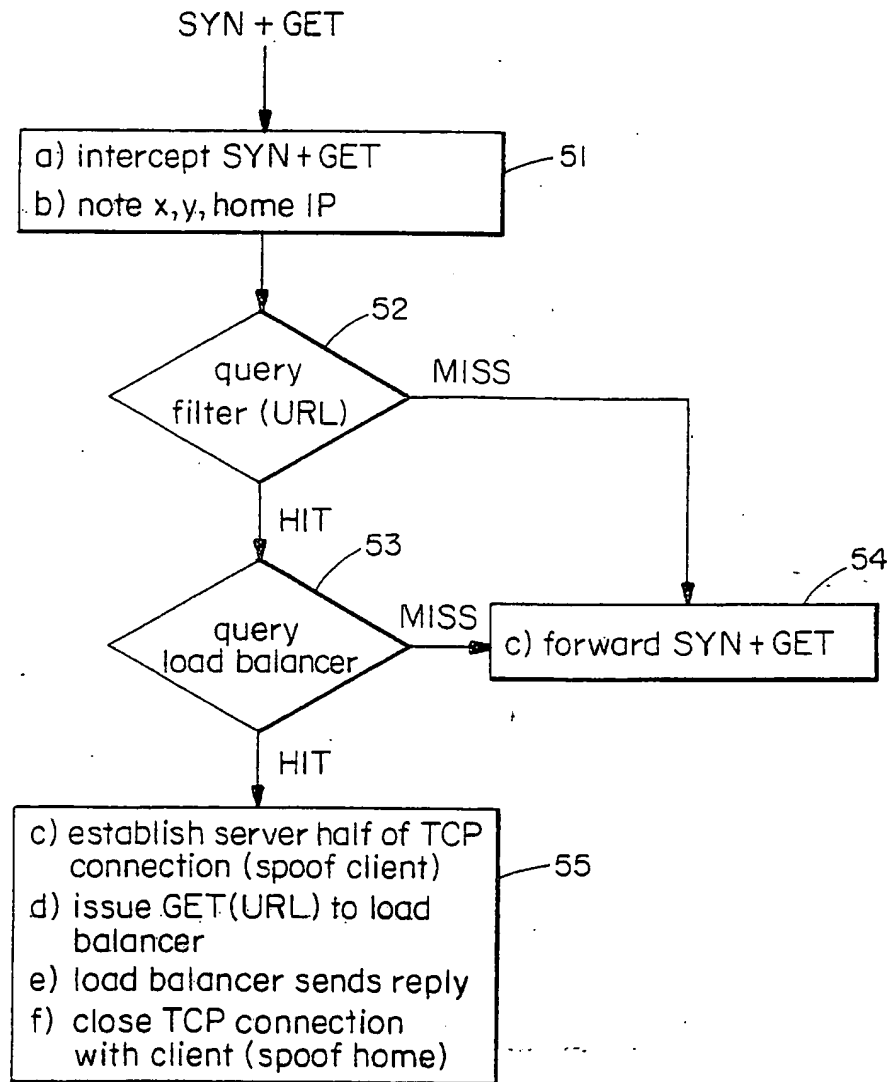 SYN + GET
a) intercept SYN + GET
b) note x, y, home IP
51
52
query
filter (URL)
MISS
HIT
53
54
query
load balancer
MISS
c) forward SYN + GET
HIT
c) establish server half of TCP
connection (spoof client)
d) issue GET(URL) to load
balancer
e) load balancer sends reply
f) close TCP connection
with client (spoof home)
55